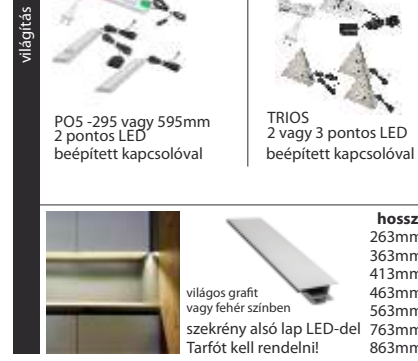 világítás
PO5 -295 vagy 595mm
2 pontos LED
beépített kapcsolóval
TRIOS
2 vagy 3 pontos LED
beépített kapcsolóval
világos grafit
vagy fehér színben
szekrény alsó lap LED-del
Tarfót kell rendelni!
hossz
263mm
363mm
413mm
463mm
563mm
763mm
863mm